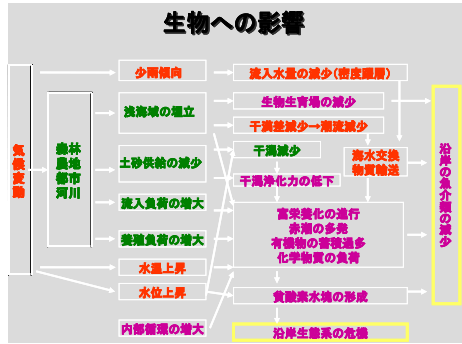 生物への影響
少雨傾向
流入水量の減少(密度躍層)
浅海域の埋立
生物生育場の減少
干満差減少→潮流減少
気候変動
森林
農地
都市
河川
土砂供給の減少
干潟減少
海水交換
物質輸送
干潟浄化力の低下
沿岸の魚介類の減少
流入負荷の増大
富栄養化の進行
赤潮の多発
有機物の蓄積過多
化学物質の負荷
養殖負荷の増大
水温上昇
水位上昇
貧酸素水塊の形成
内部循環の増大
沿岸生態系の危機